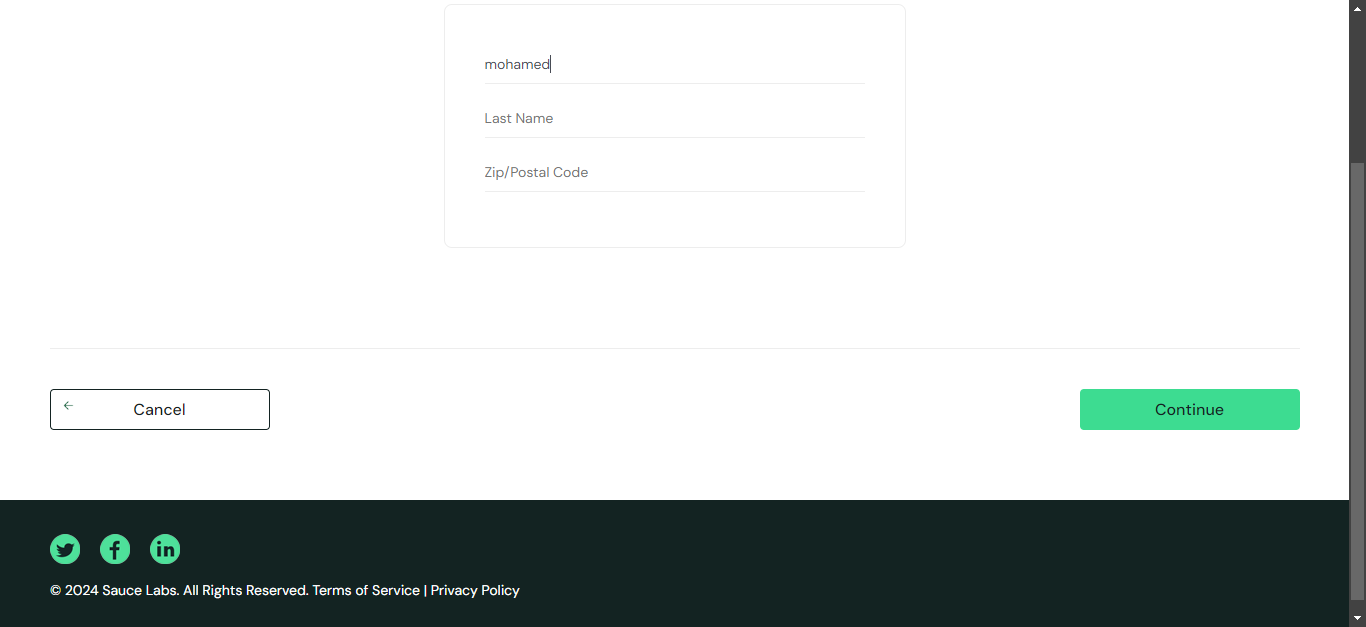 mohamed
Last Name
Zip/Postal Code
Cancel
Continue
© 2024 Sauce Labs. All Rights Reserved. Terms of Service | Privacy Policy